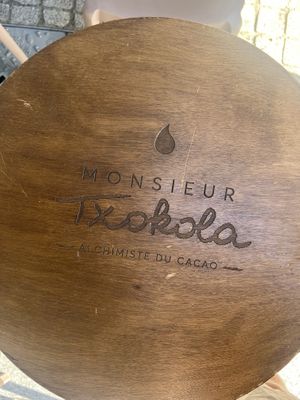 MONSIEUR
Txokola
ALCHIMISTE DU CACAO